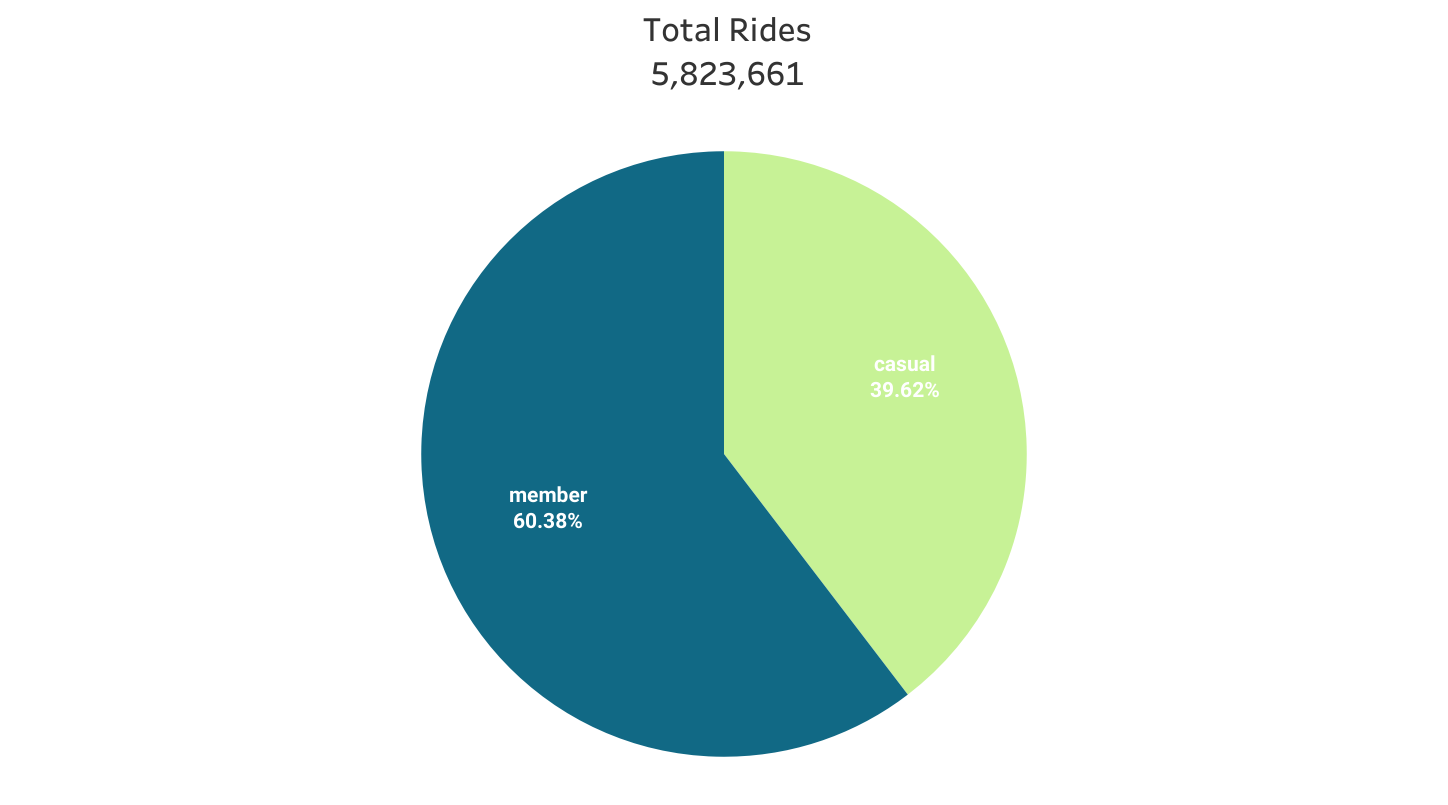 Total Rides
5,823,661
casual
39.62%
member
60.38%